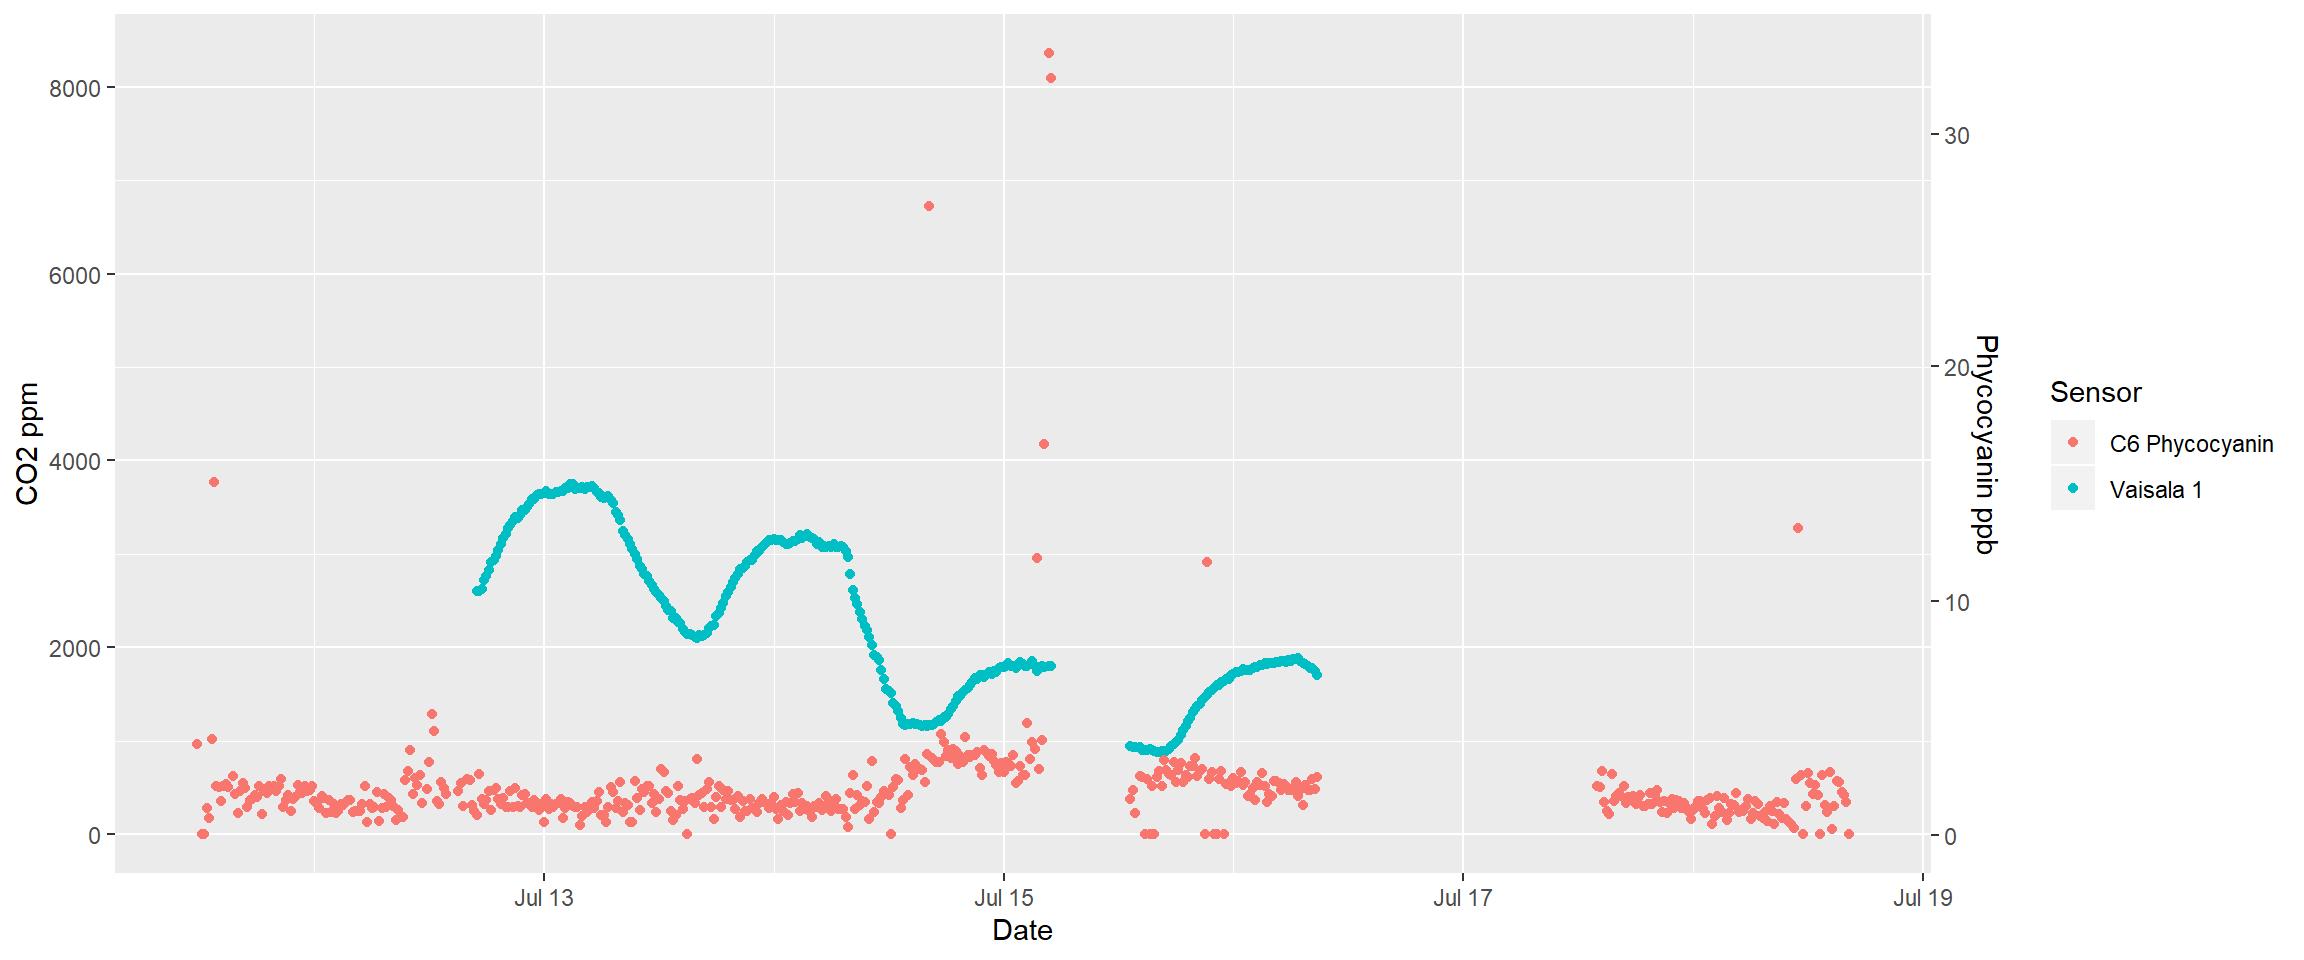 8000
6000
4000
2000
0
CO2 ppm
30
20
10
0
Phycocyanin ppb
Jul 13
Jul 15
Jul 17
Jul 19
Date
Sensor
C6 Phycocyanin
Vaisala 1